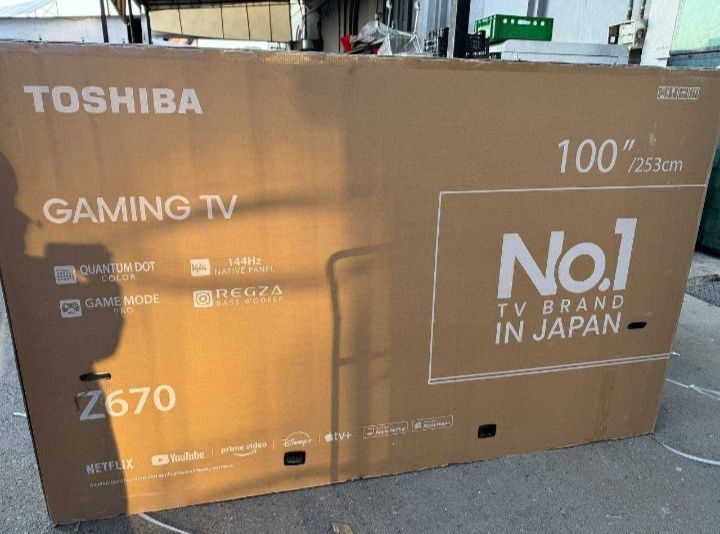 TOSHIBA
100"/253cm
GAMING TV
QUANTUM DOT
COLOR
144Hz
NATIVE PANEL
GAME MODE
PRO
REGZA
BASS WOOFER
No.1
TV BRAND
IN JAPAN
Z670
NETFLIX YouTube prime video Disney+ tv+